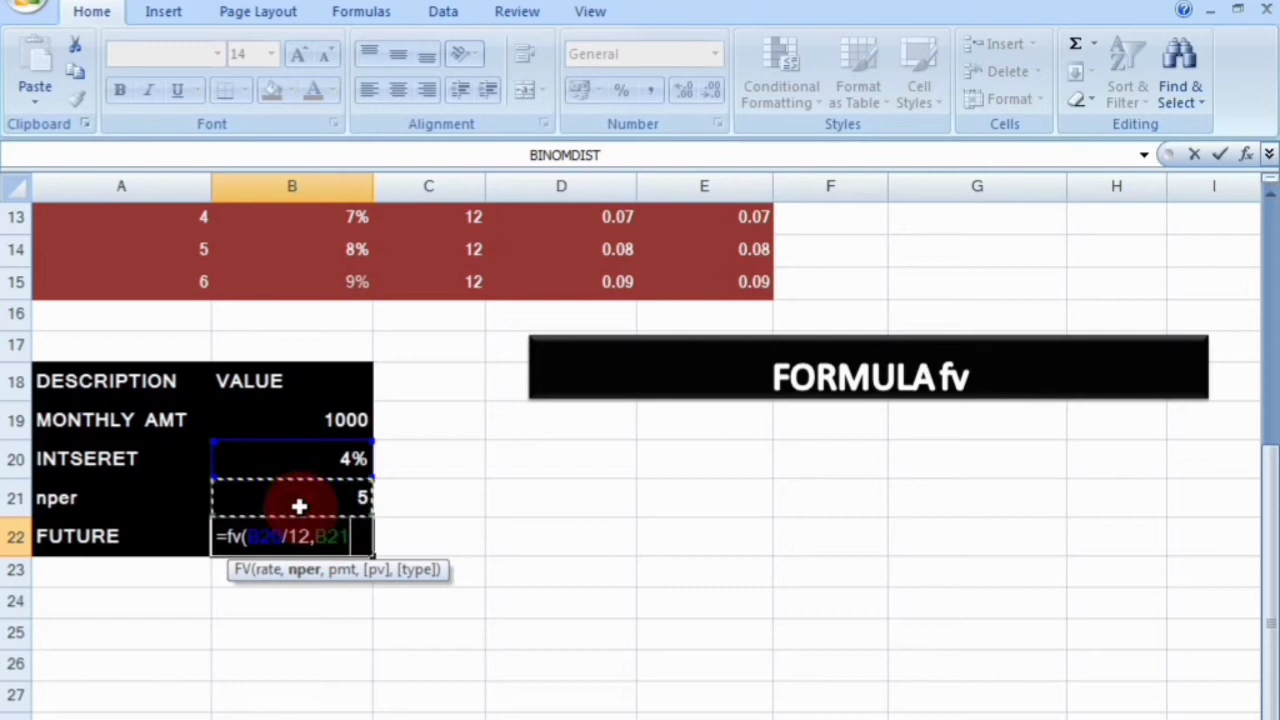 Home Insert Page Layout Formulas Data Review View
14 General Insert
Paste Conditional Formatting Format as Table Cell Styles Delete Sort & Filter Find & Select
Format
Clipboard Font Alignment Number Styles Cells Editing
BINOMDIST fx
A B C D E F G H I
13 4 7% 12 0.07 0.07
14 5 8% 12 0.08 0.08
15 6 9% 12 0.09 0.09
16
17
18 DESCRIPTION VALUE FORMULA fv
19 MONTHLY AMT 1000
20 INTSERET 4%
21 nper 5
22 FUTURE =fv(B20/12,B21
23 FV(rate, nper, pmt, [pv], [type])
24
25
26
27